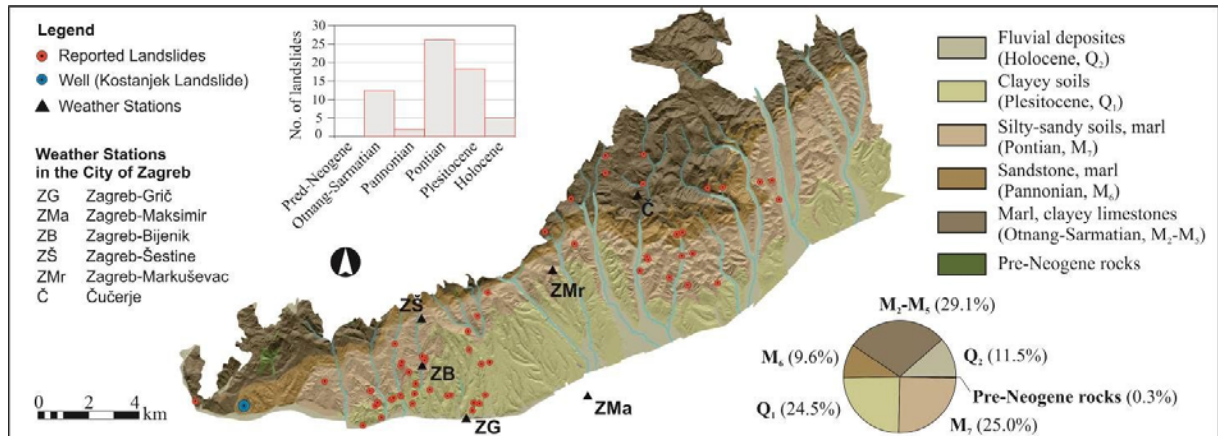 Legend
Reported Landslides
Well (Kostanjek Landslide)
Weather Stations
Weather Stations
in the City of Zagreb
ZG Zagreb-Grič
ZMa Zagreb-Maksimir
ZB Zagreb-Bijenik
ZŠ Zagreb-Šestine
ZMr Zagreb-Markuševac
Č Čučerje
0 2 4
km
No. of landslides
30
25
20
15
10
5
0
Pred-Neogene
Otnang-Sarmatian
Pannonian
Pontian
Plesitocene
Holocene
Č
ZMr
ZŠ
ZB
ZMa
ZG
Fluvial deposites
(Holocene, Q₂)
Clayey soils
(Plesitocene, Q₁)
Silty-sandy soils, marl
(Pontian, M₇)
Sandstone, marl
(Pannonian, M₆)
Marl, clayey limestones
(Otnang-Sarmatian, M₂-M₅)
Pre-Neogene rocks
M₂-M₅ (29.1%)
M₆ (9.6%)
Q₂ (11.5%)
Pre-Neogene rocks (0.3%)
Q₁ (24.5%)
M₇ (25.0%)